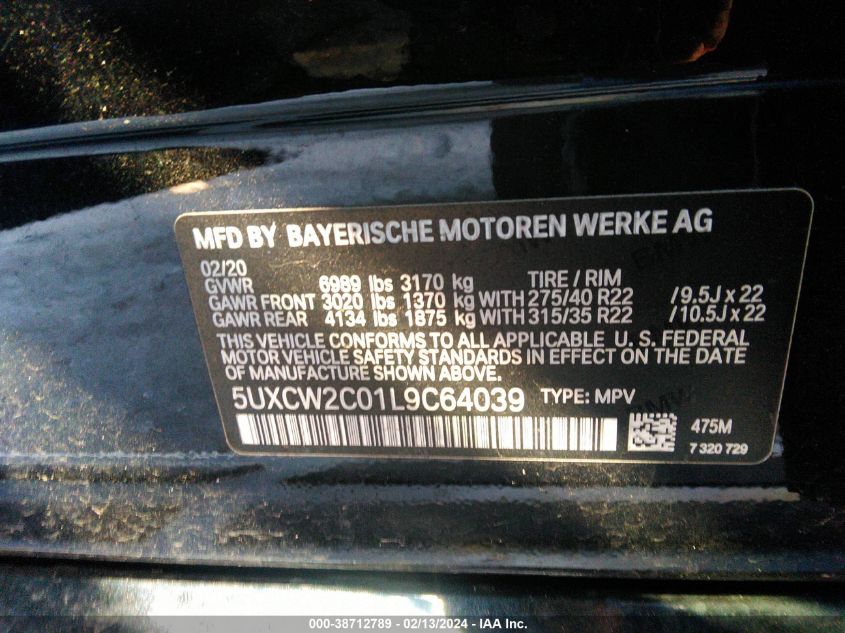 MFD BY BAYERISCHE MOTOREN WERKE AG
02/20
GVWR 6989 lbs 3170 kg TIRE / RIM
GAWR FRONT 3020 lbs 1370 kg WITH 275/40 R22 /9.5J x 22
GAWR REAR 4134 lbs 1875 kg WITH 315/35 R22 /10.5J x 22
THIS VEHICLE CONFORMS TO ALL APPLICABLE U. S. FEDERAL
MOTOR VEHICLE SAFETY STANDARDS IN EFFECT ON THE DATE
OF MANUFACTURE SHOWN ABOVE.
5UXCW2C01L9C64039 TYPE: MPV
475M
7 320 729
000-38712789 - 02/13/2024 - IAA Inc.